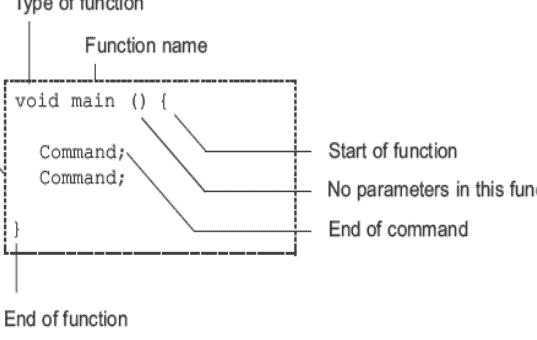 Type of function
Function name
void main () {
Command;
Command;
}
Start of function
No parameters in this
End of command
End of function